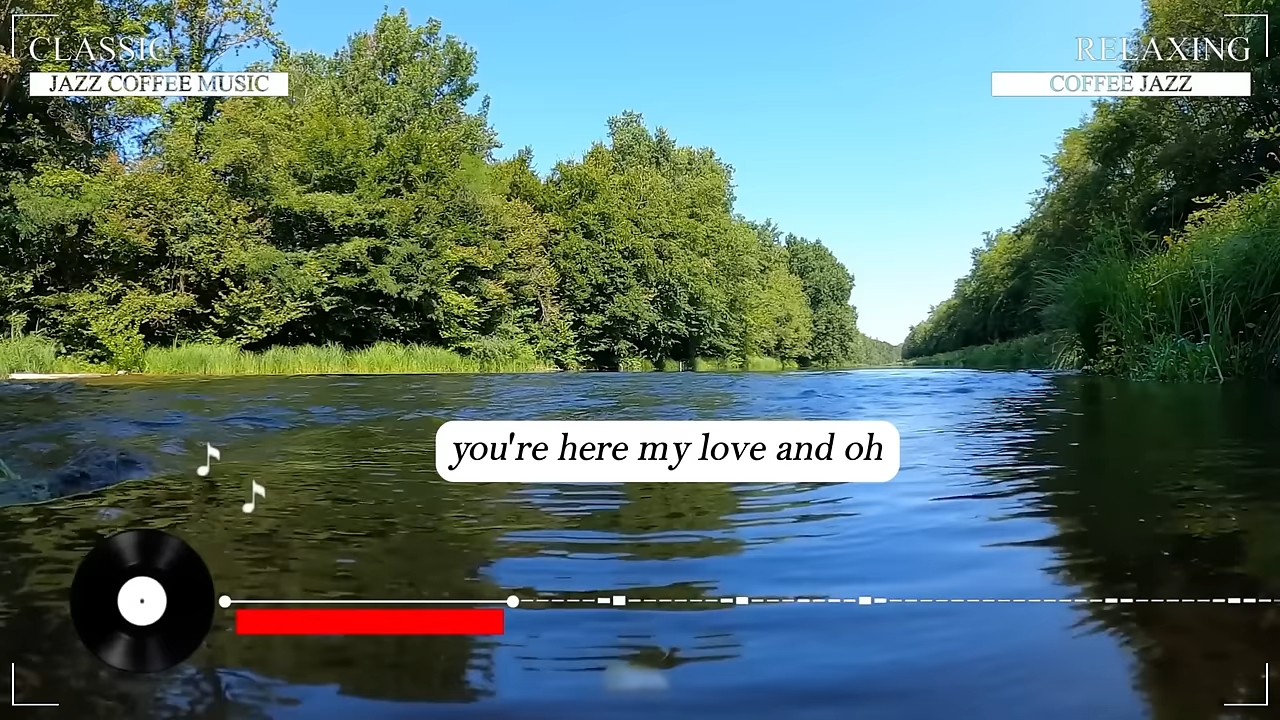 CLASSIC
JAZZ COFFEE MUSIC
RELAXING
COFFEE JAZZ
you're here my love and oh